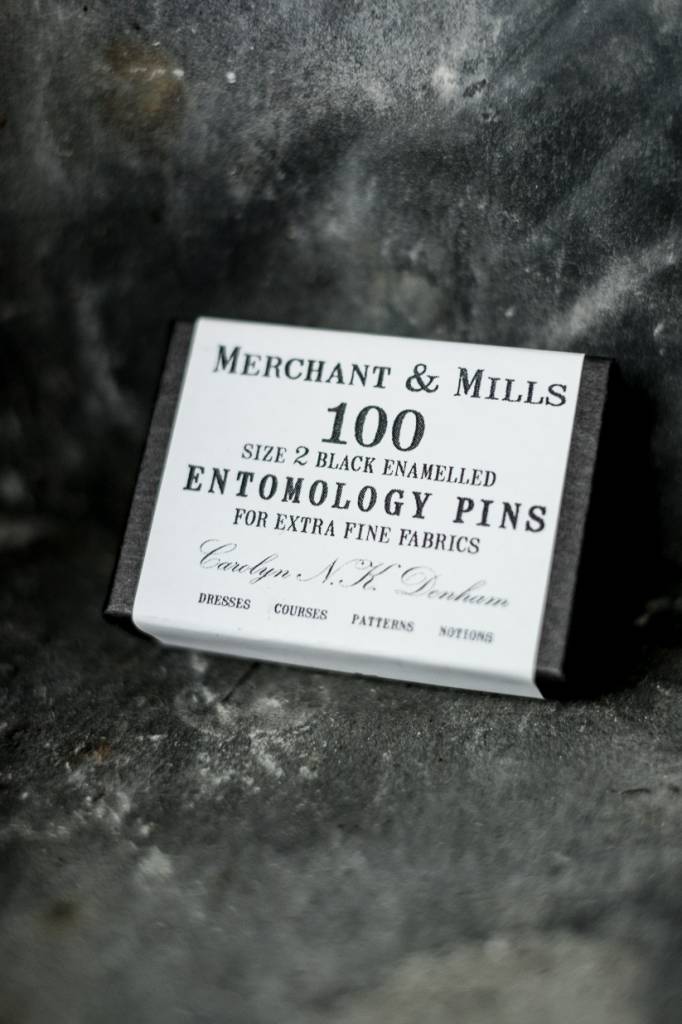 MERCHANT & MILLS
100
SIZE 2 BLACK ENAMELLED
ENTOMOLOGY PINS
FOR EXTRA FINE FABRICS
Carolyn N.K. Denham
DRESSES COURSES PATTERNS NOTIONS